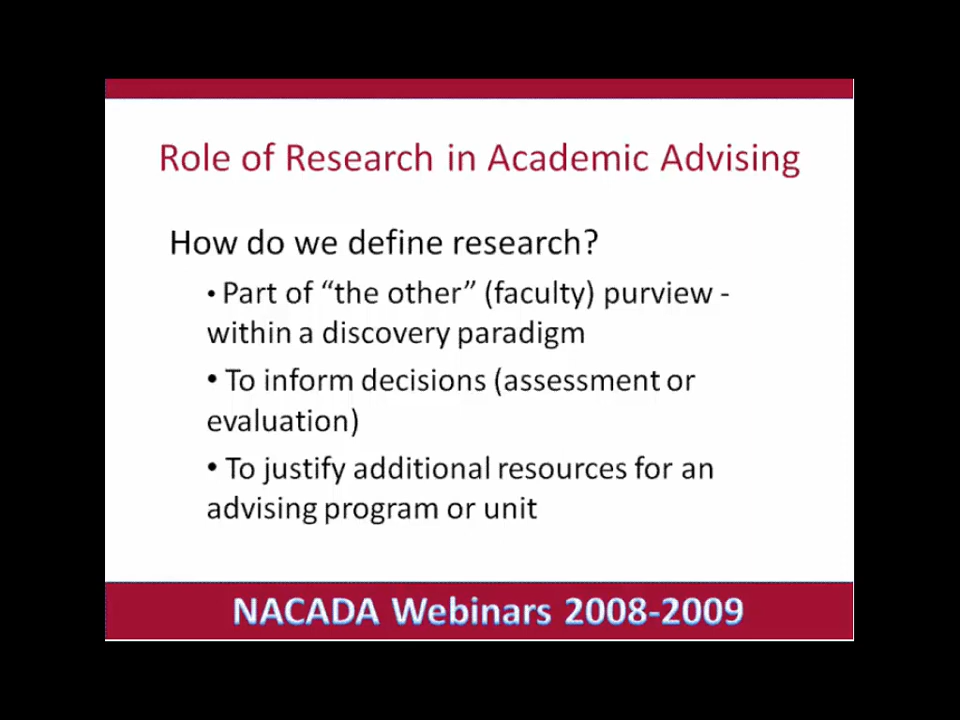 Role of Research in Academic Advising
How do we define research?
• Part of “the other” (faculty) purview -
within a discovery paradigm
• To inform decisions (assessment or
evaluation)
• To justify additional resources for an
advising program or unit
NACADA Webinars 2008-2009